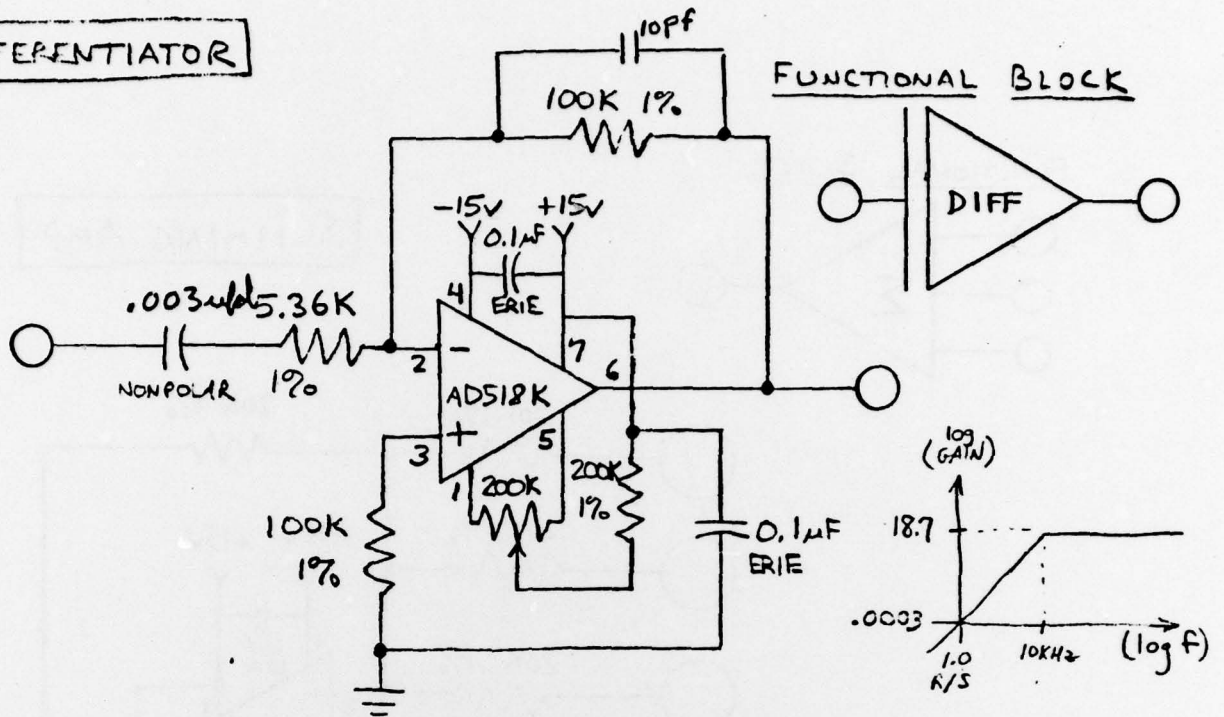 FERENTIATOR
10pf
100K 1%
FUNCTIONAL BLOCK
DIFF
-15v
+15v
0.1µF
ERIE
.003 ufd
5.36K
NONPOLAR
1%
4
2
-
7
6
AD518K
3
+
5
1
200K
200K
1%
100K
1%
0.1µF
ERIE
log
(GAIN)
18.7
.0003
1.0
R/S
10KHz
(log f)